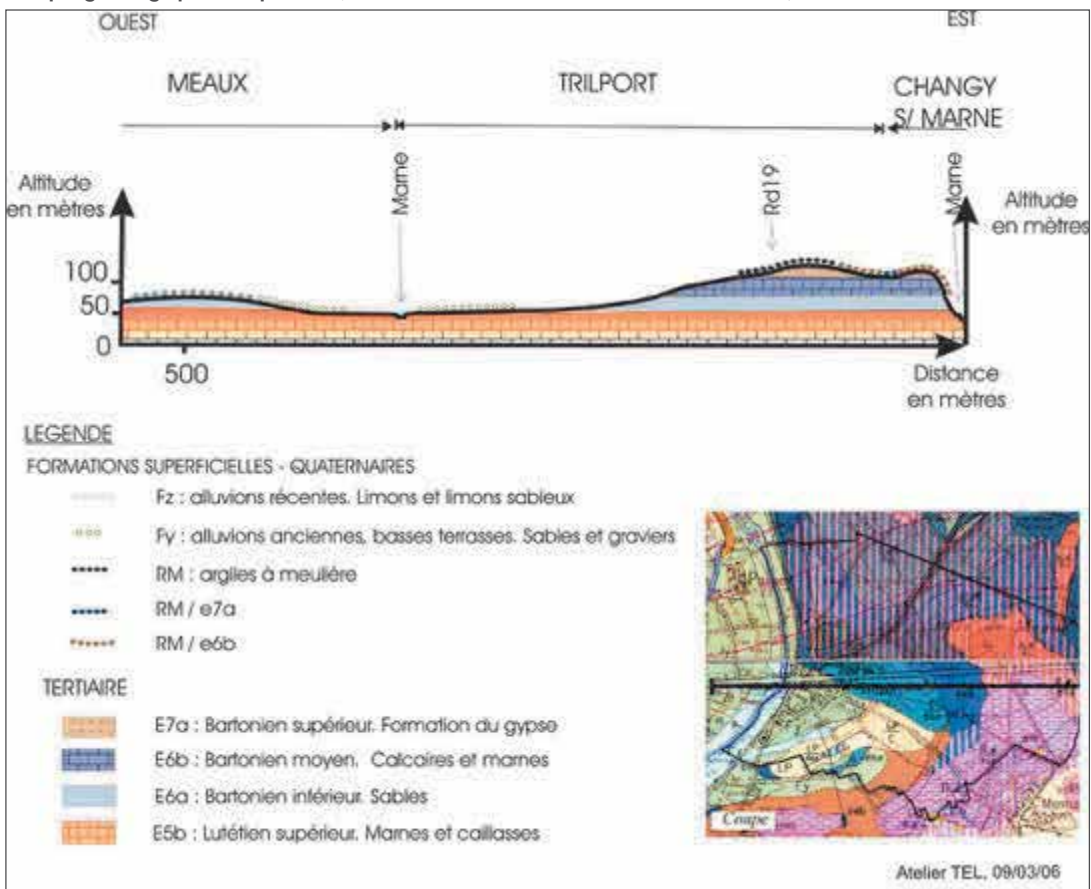 OUEST
EST
MEAUX
TRILPORT
CHANGY
S/ MARNE
Marne
Rd19
Marne
Altitude
en mètres
Altitude
en mètres
100
50
0
500
Distance
en mètres
LEGENDE
FORMATIONS SUPERFICIELLES - QUATERNAIRES
Fz : alluvions récentes. Limons et limons sableux
Fy : alluvions anciennes, basses terrasses. Sables et graviers
RM : argiles à meulière
RM / e7a
RM / e6b
TERTIAIRE
E7a : Bartonien supérieur. Formation du gypse
E6b : Bartonien moyen. Calcaires et marnes
E6a : Bartonien inférieur. Sables
E5b : Lutétien supérieur. Marnes et caillasses
Coupe
Atelier TEL, 09/03/06